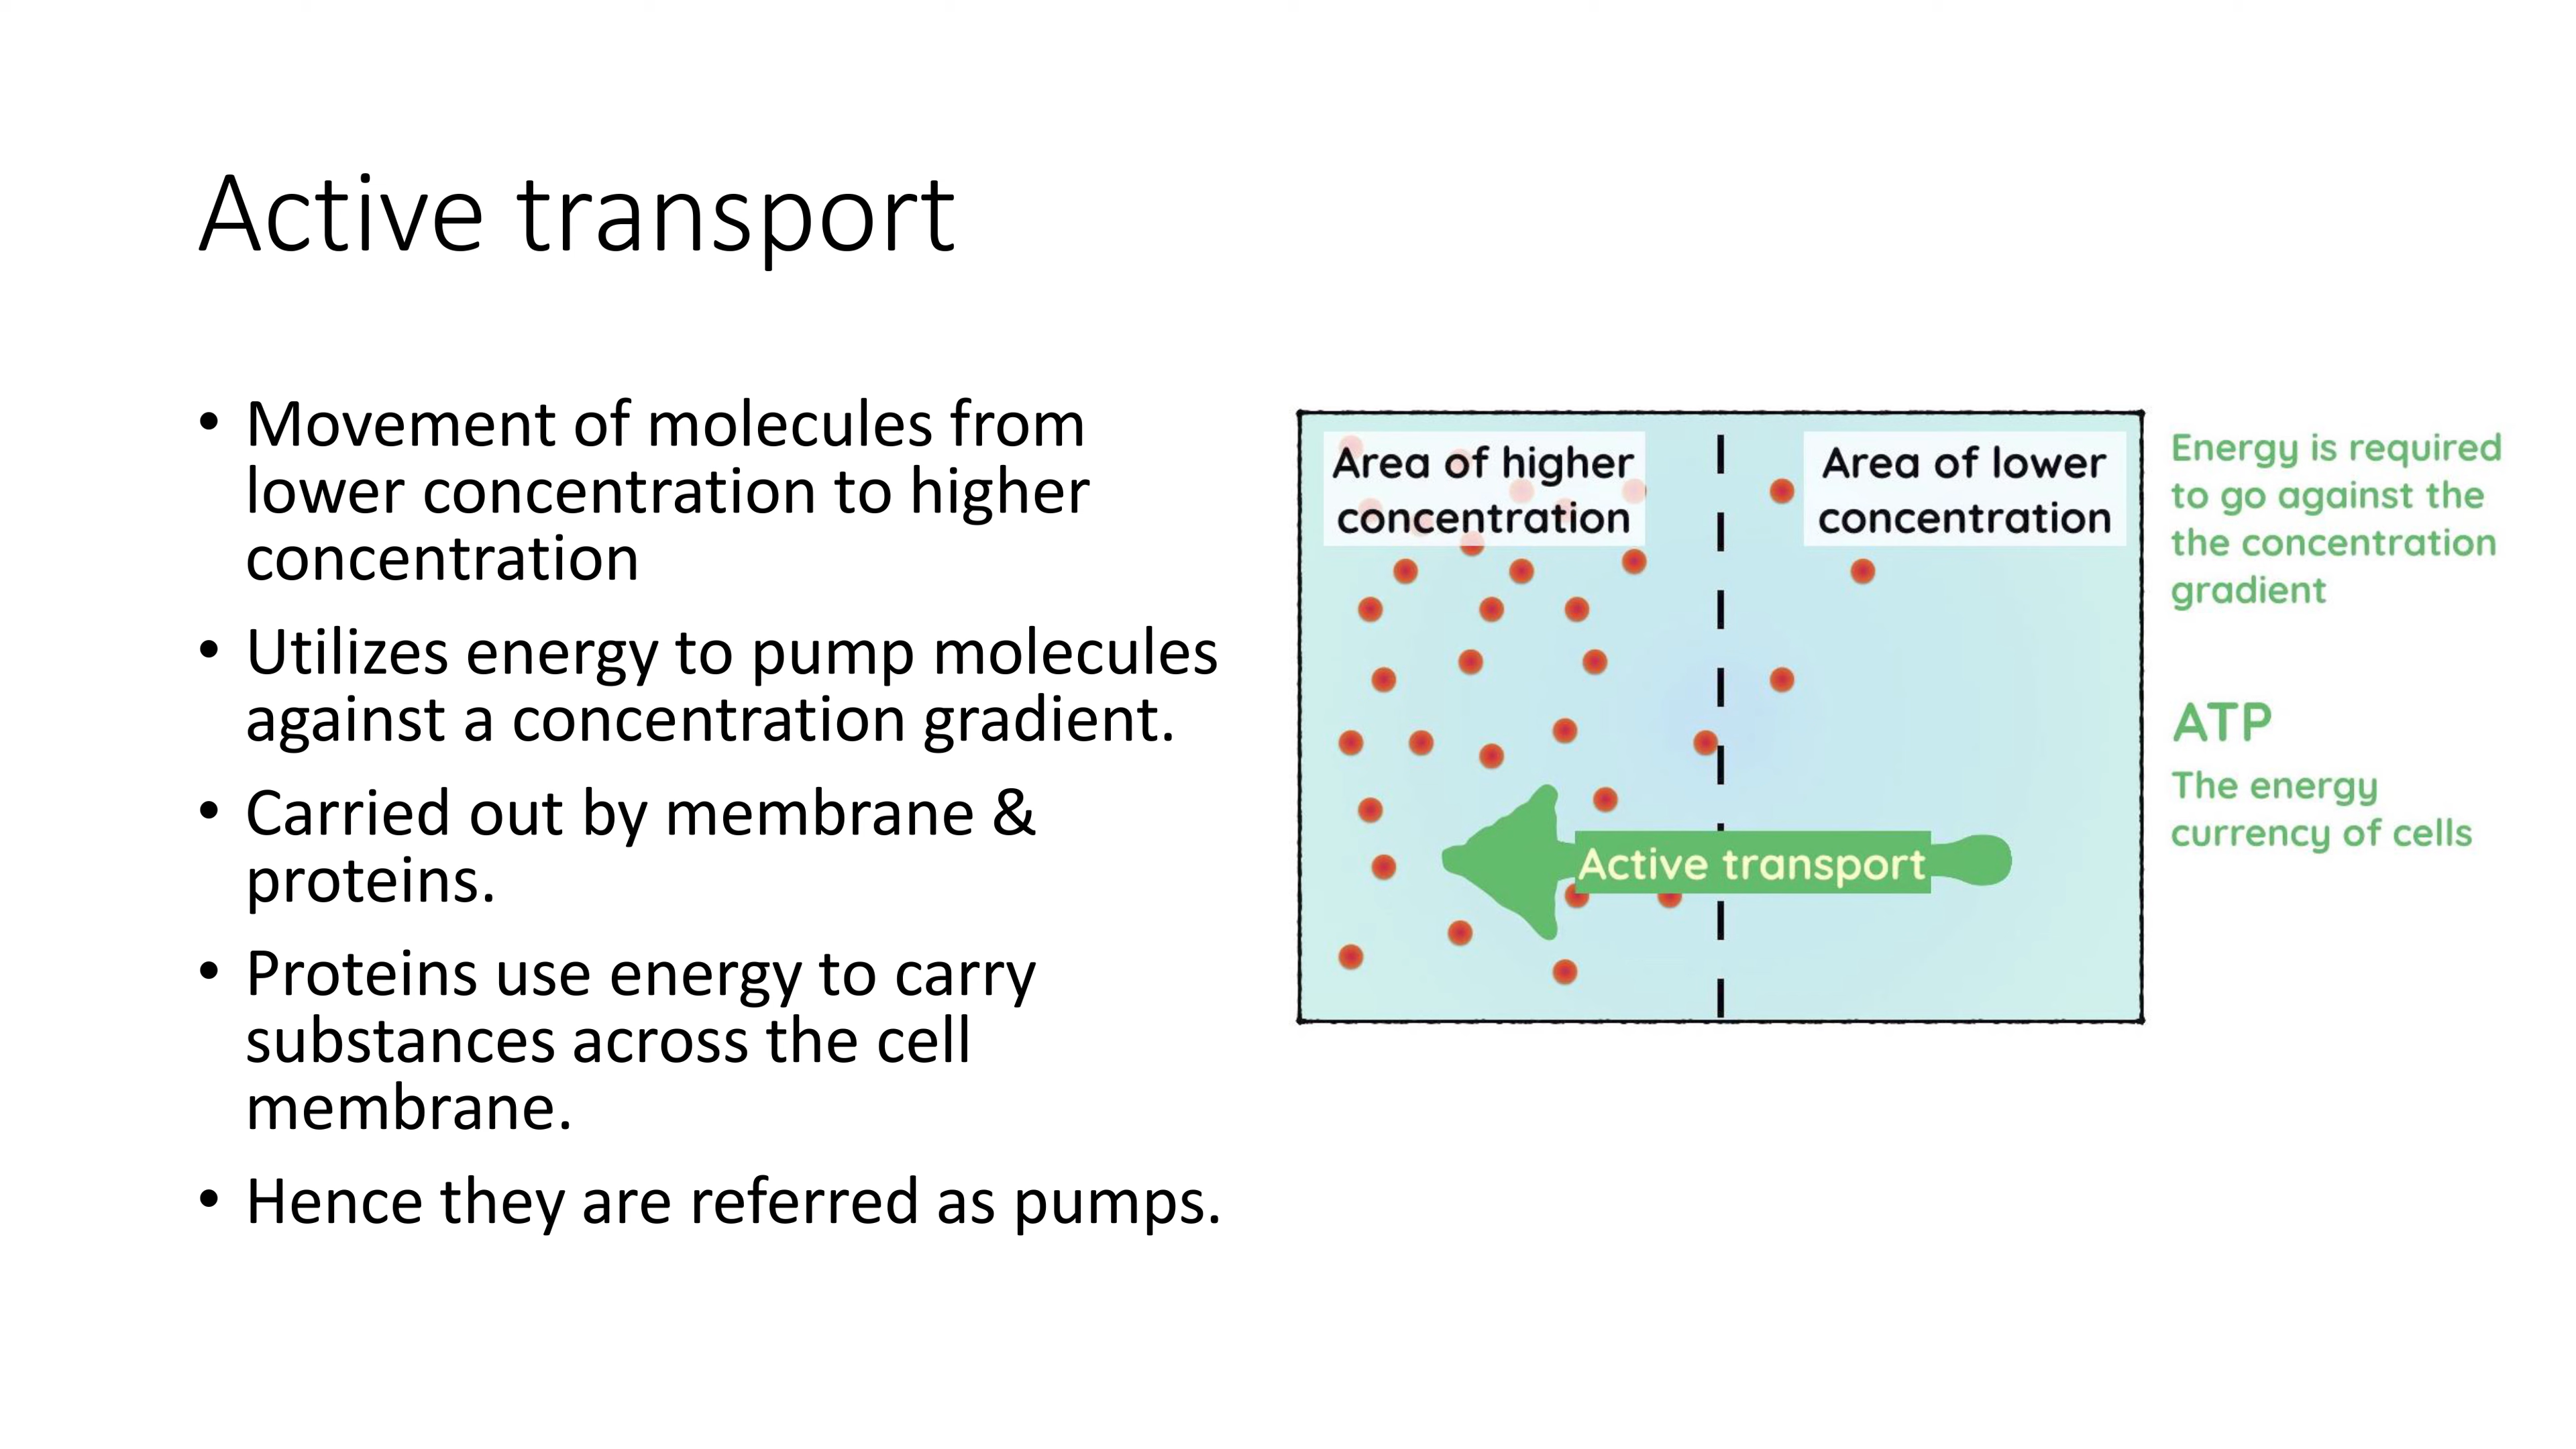 Active transport
• Movement of molecules from
lower concentration to higher
concentration
• Utilizes energy to pump molecules
against a concentration gradient.
• Carried out by membrane &
proteins.
• Proteins use energy to carry
substances across the cell
membrane.
• Hence they are referred as pumps.
Area of higher
concentration
Area of lower
concentration
Active transport
Energy is required
to go against the
the concentration
gradient
ATP
The energy
currency of cells